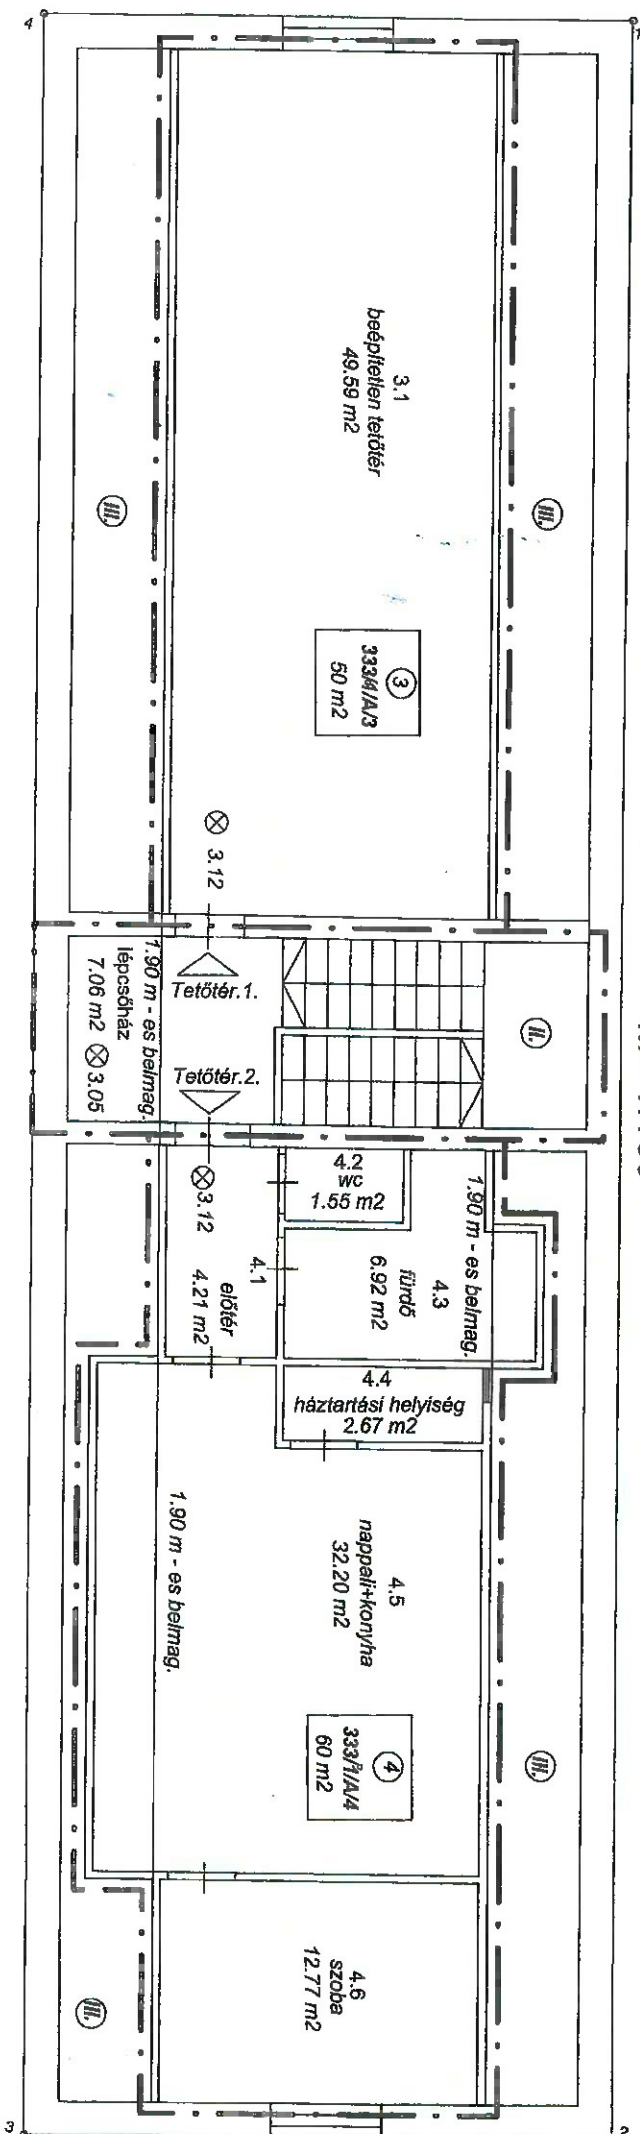 4
1
3.1
beépítetlen tetőtér
49.59 m2
III.
III.
3
333/1/A/3
50 m2
3.12
Tetőtér.1.
1.90 m - es belmag.
lépcsőház
7.06 m2
3.05
II.
Tetőtér.2.
3.12
4.2
wc
1.55 m2
4.1
előtér
4.21 m2
1.90 m - es belmag.
4.3
fürdő
6.92 m2
4.4
háztartási helyiség
2.67 m2
1.90 m - es belmag.
4.5
nappali+konyha
32.20 m2
4
333/1/A/4
60 m2
III.
4.6
szoba
12.77 m2
III.
3
2